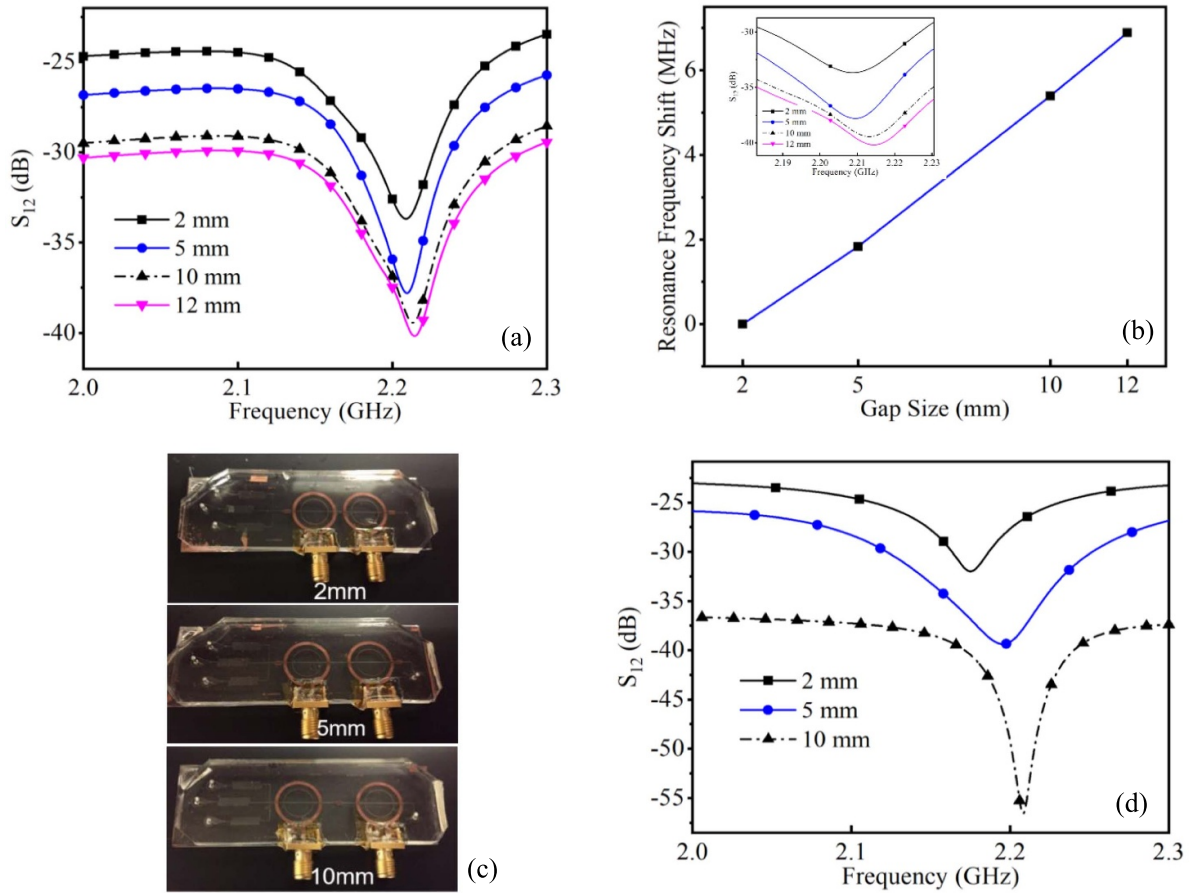 -25
-30
-35
-40
S12 (dB)
2 mm
5 mm
10 mm
12 mm
(a)
2.0 2.1 2.2 2.3
Frequency (GHz)
6
4
2
0
Resonance Frequency Shift (MHz)
-30
-35
-40
S12 (dB)
2 mm
5 mm
10 mm
12 mm
2.19 2.20 2.21 2.22 2.23
Frequency (GHz)
(b)
2 5 10 12
Gap Size (mm)
2mm
5mm
10mm
(c)
-25
-30
-35
-40
-45
-50
-55
S12 (dB)
2 mm
5 mm
10 mm
(d)
2.0 2.1 2.2 2.3
Frequency (GHz)